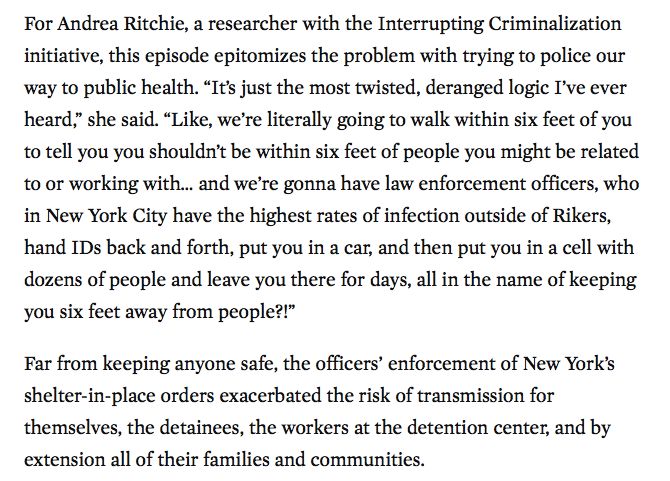 For Andrea Ritchie, a researcher with the Interrupting Criminalization
initiative, this episode epitomizes the problem with trying to police our
way to public health. “It’s just the most twisted, deranged logic I’ve ever
heard,” she said. “Like, we’re literally going to walk within six feet of you
to tell you you shouldn’t be within six feet of people you might be related
to or working with… and we’re gonna have law enforcement officers, who
in New York City have the highest rates of infection outside of Rikers,
hand IDs back and forth, put you in a car, and then put you in a cell with
dozens of people and leave you there for days, all in the name of keeping
you six feet away from people?!”
Far from keeping anyone safe, the officers’ enforcement of New York’s
shelter-in-place orders exacerbated the risk of transmission for
themselves, the detainees, the workers at the detention center, and by
extension all of their families and communities.